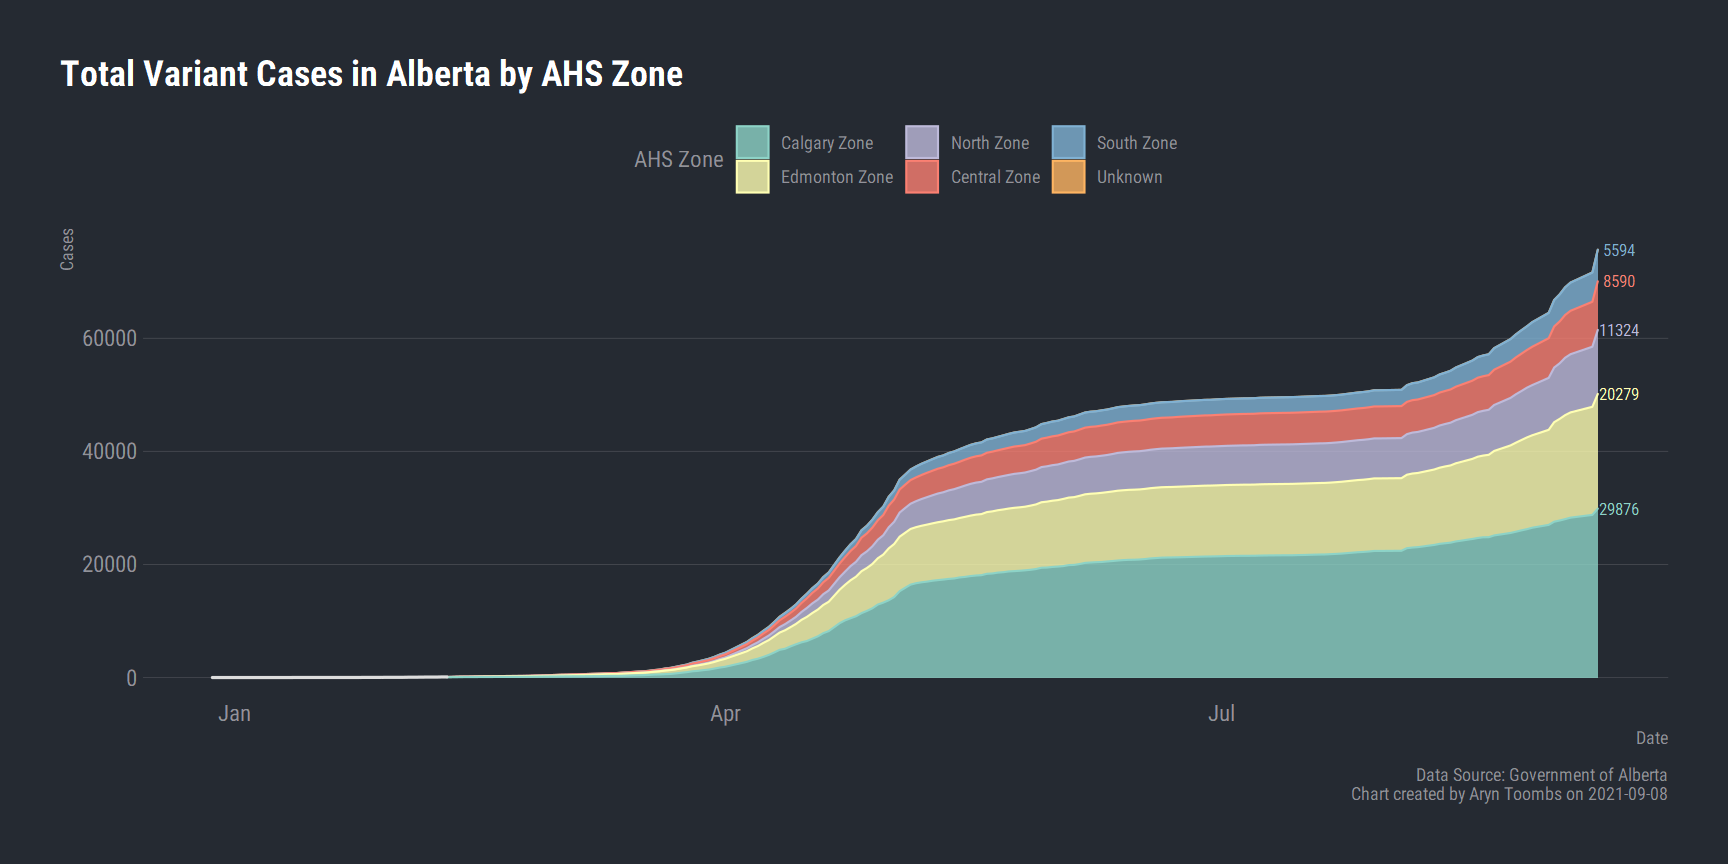 Total Variant Cases in Alberta by AHS Zone
AHS Zone
Calgary Zone
North Zone
South Zone
Edmonton Zone
Central Zone
Unknown
Cases
5594
8590
60000
11324
20279
40000
29876
20000
0
Jan
Apr
Jul
Date
Data Source: Government of Alberta
Chart created by Aryn Toombs on 2021-09-08